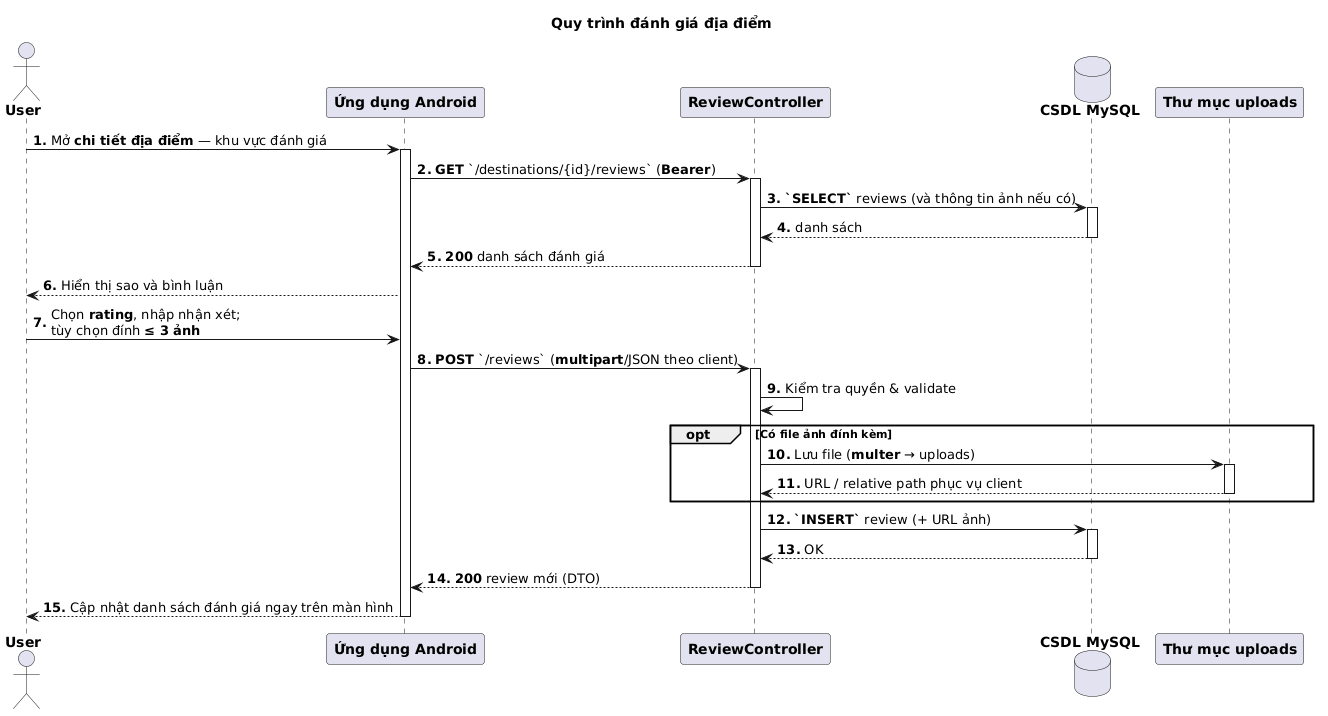 Quy trình đánh giá địa điểm
User
Ứng dụng Android
ReviewController
CSDL MySQL
Thư mục uploads
1. Mở chi tiết địa điểm — khu vực đánh giá
2. GET `/destinations/{id}/reviews` (Bearer)
3. `SELECT` reviews (và thông tin ảnh nếu có)
4. danh sách
5. 200 danh sách đánh giá
6. Hiển thị sao và bình luận
7. Chọn rating, nhập nhận xét;
tùy chọn đính ≤ 3 ảnh
8. POST `/reviews` (multipart/JSON theo client)
9. Kiểm tra quyền & validate
opt [Có file ảnh đính kèm]
10. Lưu file (multer → uploads)
11. URL / relative path phục vụ client
12. `INSERT` review (+ URL ảnh)
13. OK
14. 200 review mới (DTO)
15. Cập nhật danh sách đánh giá ngay trên màn hình
User
Ứng dụng Android
ReviewController
CSDL MySQL
Thư mục uploads